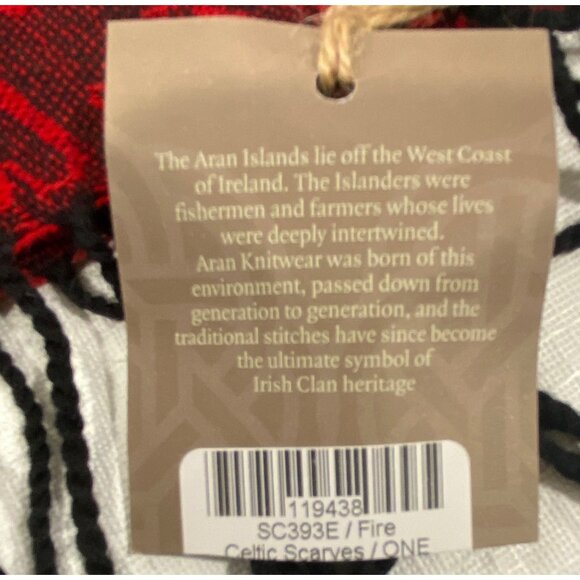 The Aran Islands lie off the West Coast
of Ireland. The Islanders were
fishermen and farmers whose lives
were deeply intertwined.
Aran Knitwear was born of this
environment, passed down from
generation to generation, and the
traditional stitches have since become
the ultimate symbol of
Irish Clan heritage
119438
SC393E / Fire
Celtic Scarves / ONE